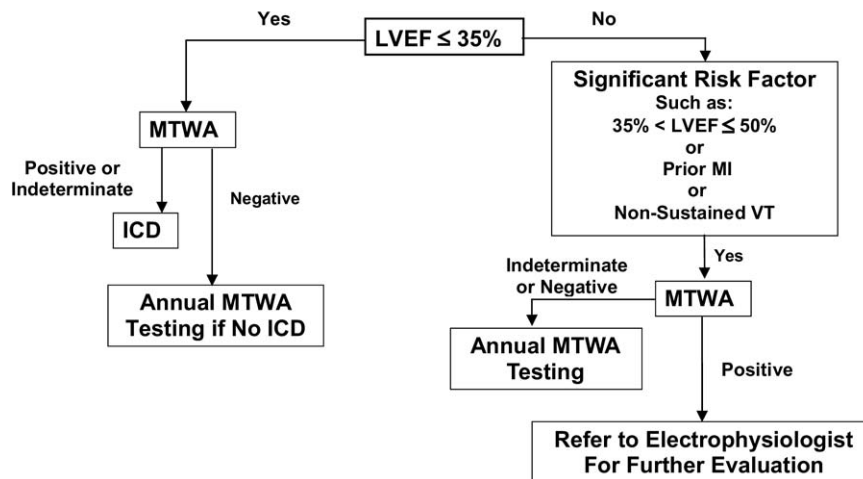 Yes
LVEF ≤ 35%
No
MTWA
Positive or
Indeterminate
Negative
ICD
Annual MTWA
Testing if No ICD
Significant Risk Factor
Such as:
35% < LVEF ≤ 50%
or
Prior MI
or
Non-Sustained VT
Yes
MTWA
Indeterminate
or Negative
Annual MTWA
Testing
Positive
Refer to Electrophysiologist
For Further Evaluation